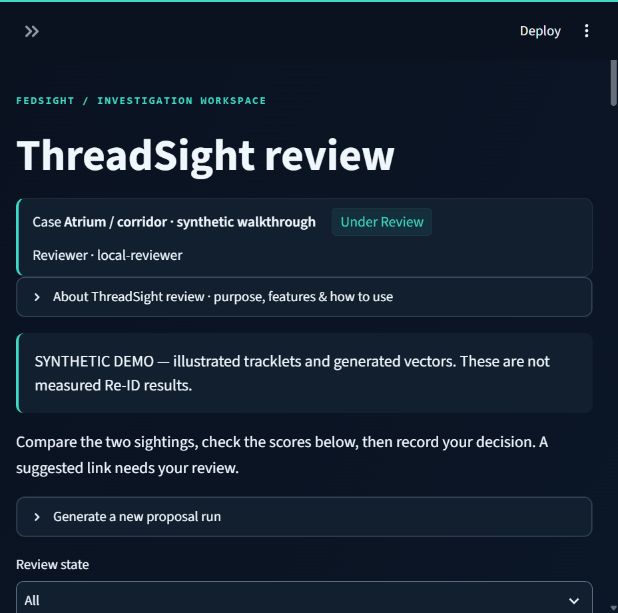 Deploy
FEDSIGHT / INVESTIGATION WORKSPACE
ThreadSight review
Case Atrium / corridor · synthetic walkthrough Under Review
Reviewer · local-reviewer
About ThreadSight review · purpose, features & how to use
SYNTHETIC DEMO — illustrated tracklets and generated vectors. These are not
measured Re-ID results.
Compare the two sightings, check the scores below, then record your decision. A
suggested link needs your review.
Generate a new proposal run
Review state
All